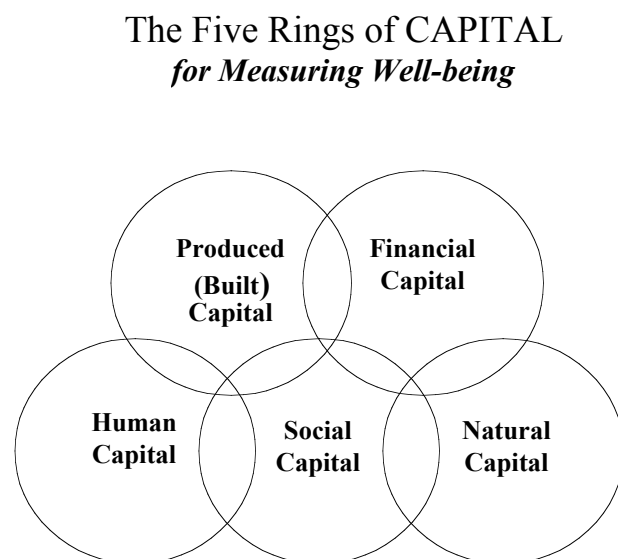 The Five Rings of CAPITAL
for Measuring Well-being
Produced
(Built)
Capital
Financial
Capital
Human
Capital
Social
Capital
Natural
Capital